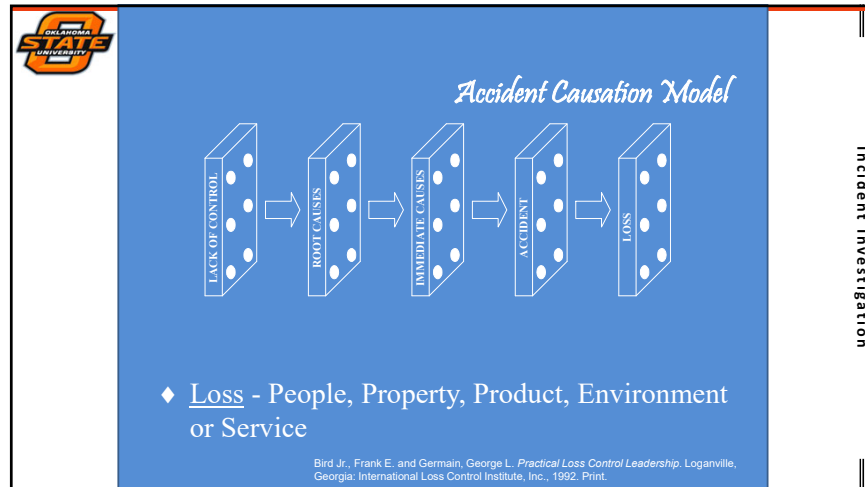 OKLAHOMA
STATE
UNIVERSITY
Accident Causation Model
LACK OF CONTROL
ROOT CAUSES
IMMEDIATE CAUSES
ACCIDENT
LOSS
♦ Loss - People, Property, Product, Environment
or Service
Bird Jr., Frank E. and Germain, George L. Practical Loss Control Leadership. Loganville,
Georgia: International Loss Control Institute, Inc., 1992. Print.
Incident Investigation